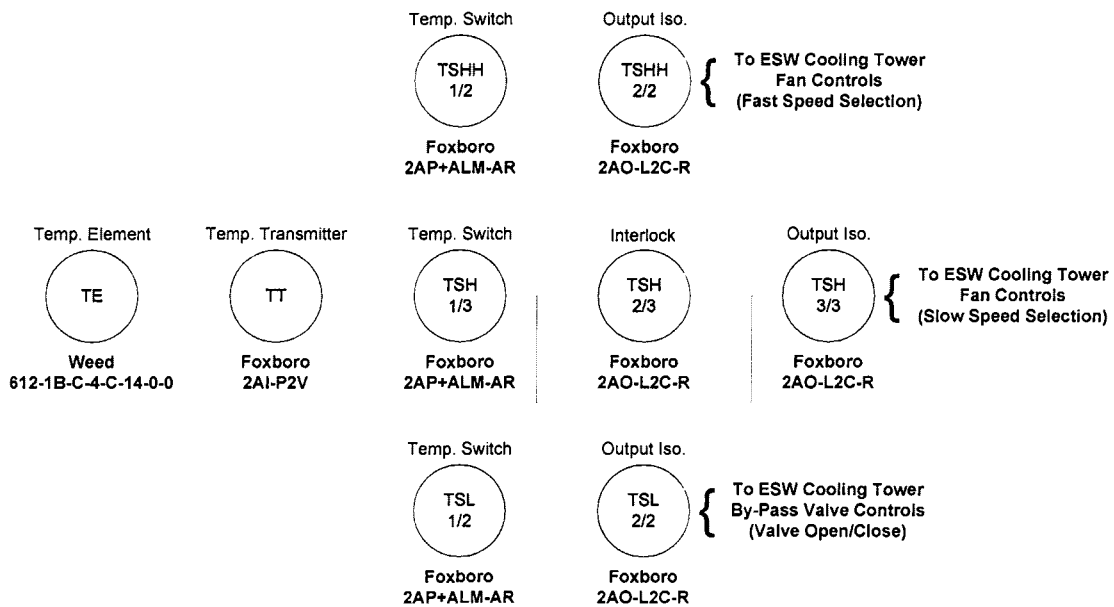 Temp. Switch
Output Iso.
TSHH
1/2
TSHH
2/2
To ESW Cooling Tower
Fan Controls
(Fast Speed Selection)
Foxboro
2AP+ALM-AR
Foxboro
2AO-L2C-R
Temp. Element
Temp. Transmitter
Temp. Switch
Interlock
Output Iso.
TE
TT
TSH
1/3
TSH
2/3
TSH
3/3
To ESW Cooling Tower
Fan Controls
(Slow Speed Selection)
Weed
612-1B-C-4-C-14-0-0
Foxboro
2AI-P2V
Foxboro
2AP+ALM-AR
Foxboro
2AO-L2C-R
Foxboro
2AO-L2C-R
Temp. Switch
Output Iso.
TSL
1/2
TSL
2/2
To ESW Cooling Tower
By-Pass Valve Controls
(Valve Open/Close)
Foxboro
2AP+ALM-AR
Foxboro
2AO-L2C-R